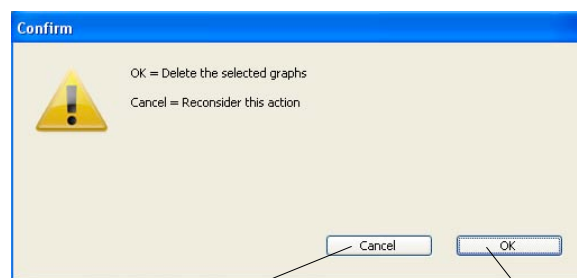 Confirm
OK = Delete the selected graphs
Cancel = Reconsider this action
Cancel
OK